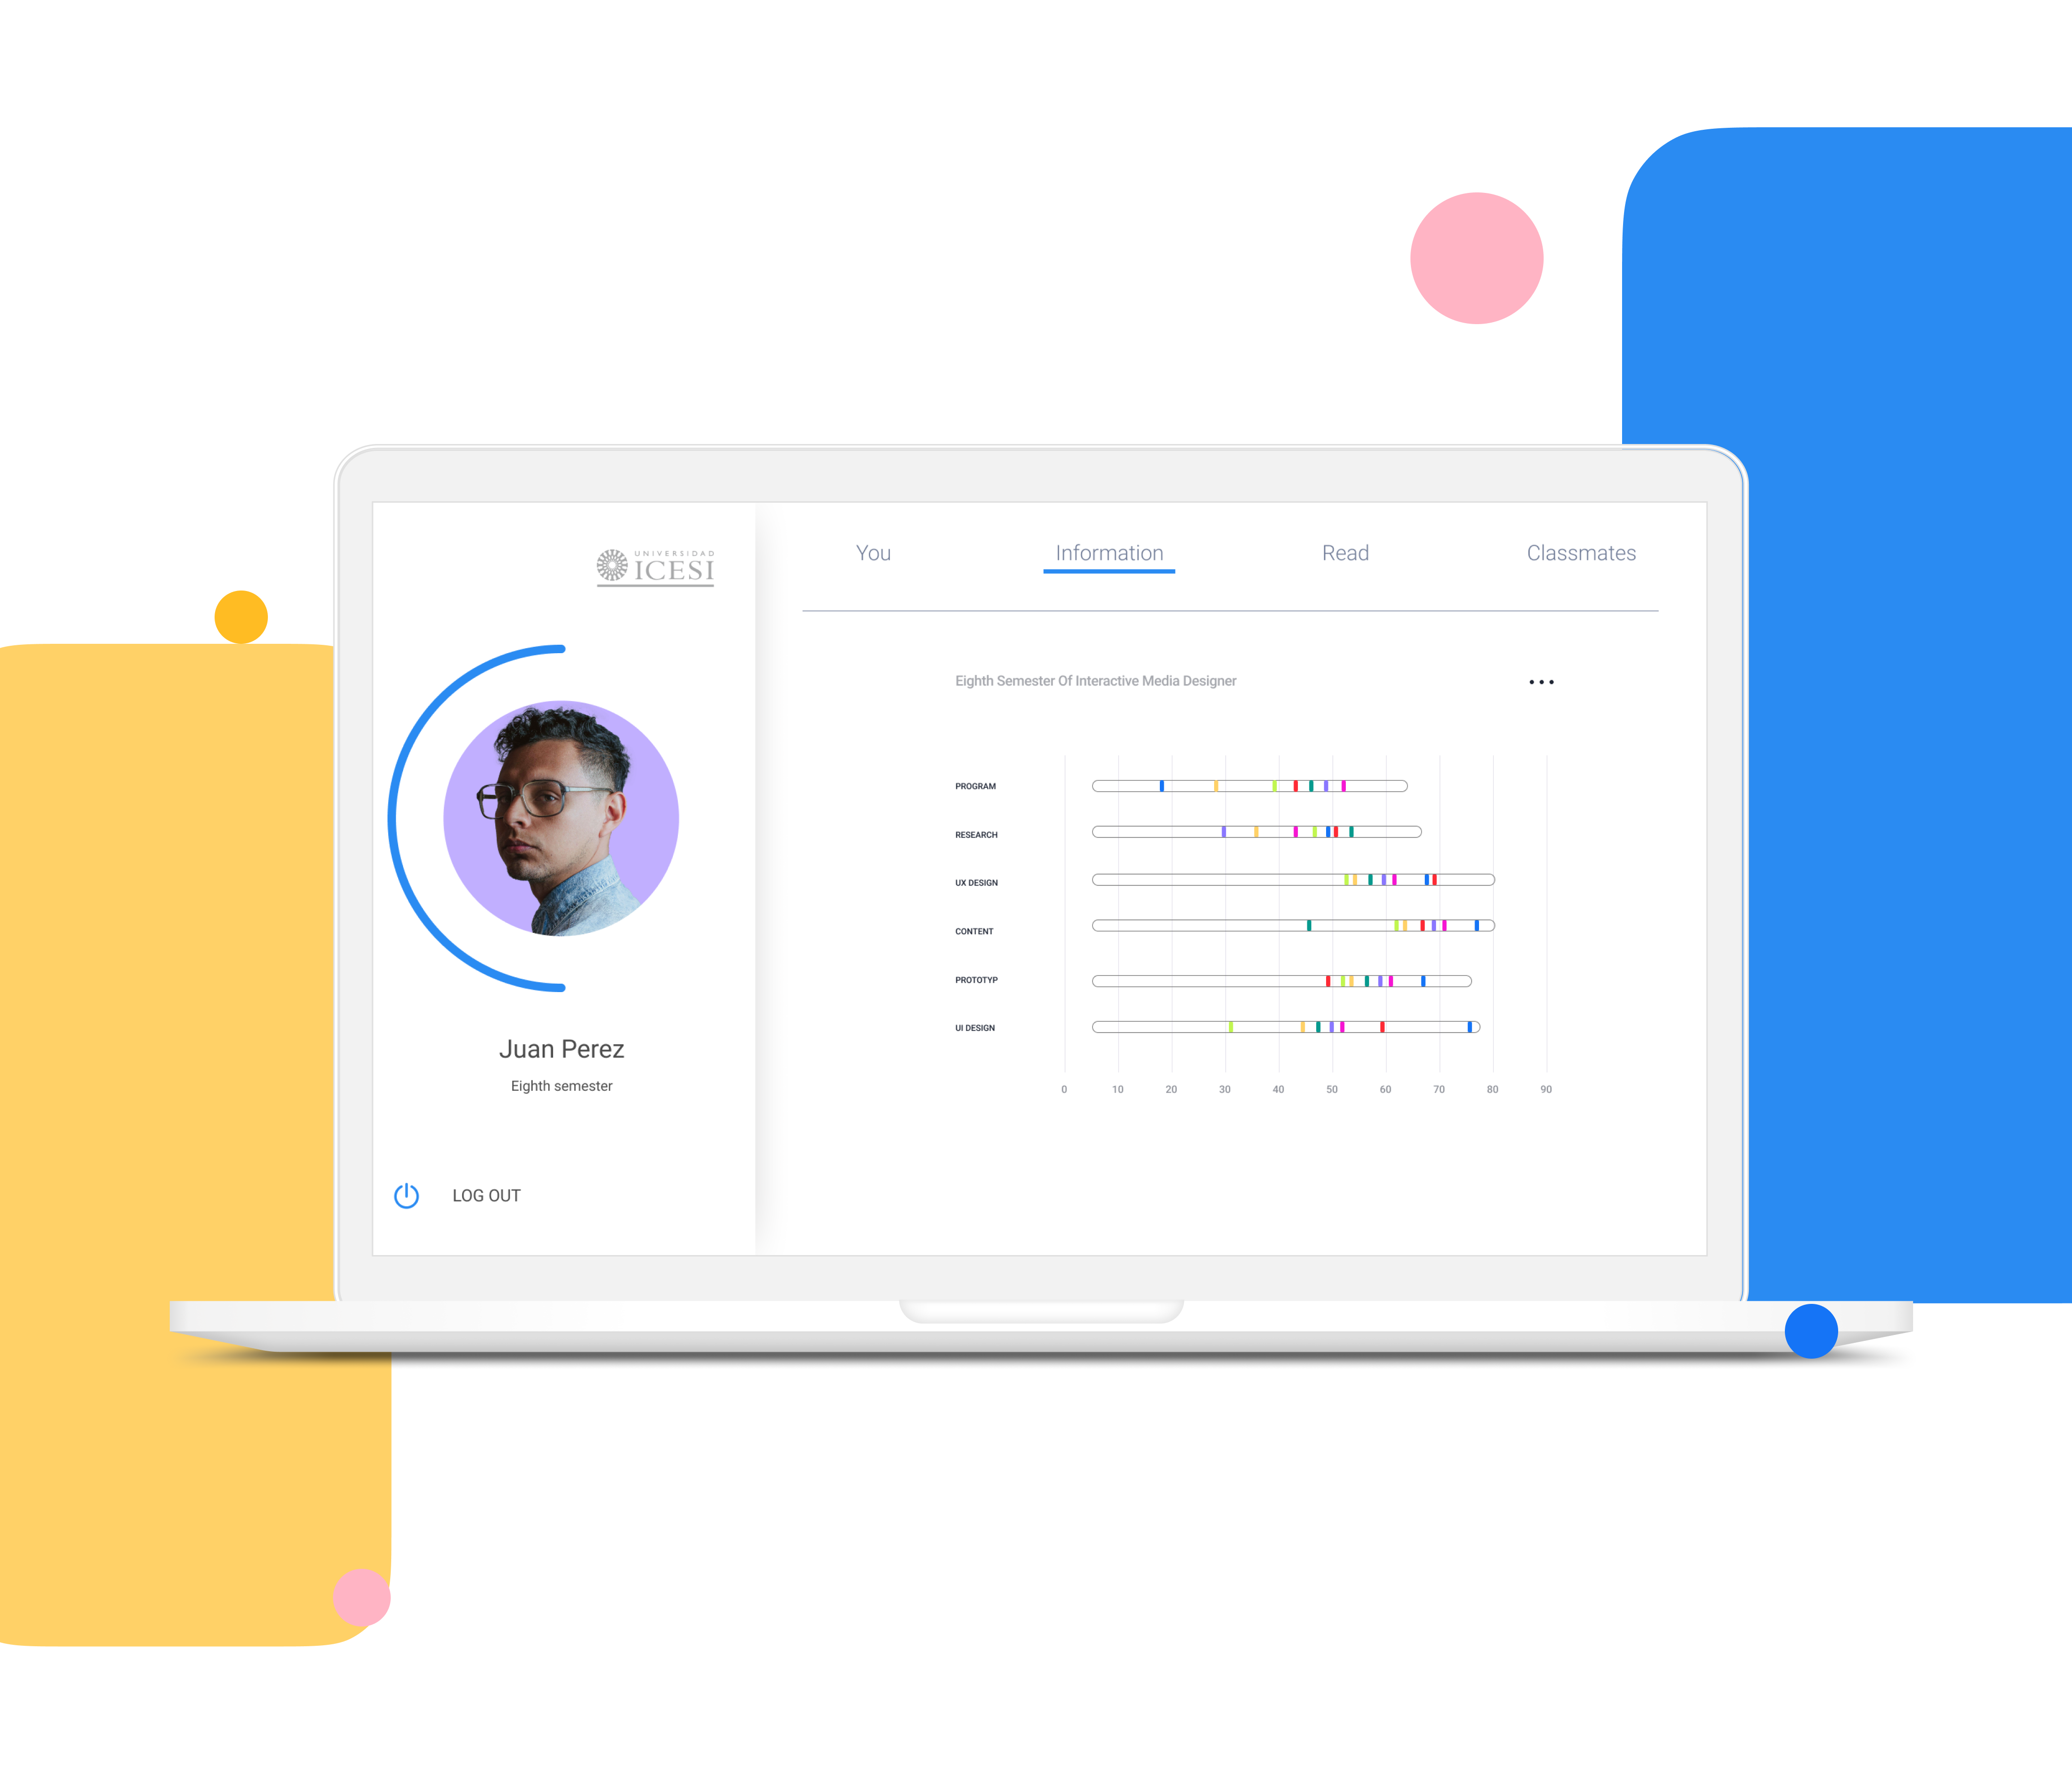 UNIVERSIDAD
ICESI
You
Information
Read
Classmates
Eighth Semester Of Interactive Media Designer
PROGRAM
RESEARCH
UX DESIGN
CONTENT
PROTOTYP
UI DESIGN
0 10 20 30 40 50 60 70 80 90
Juan Perez
Eighth semester
LOG OUT